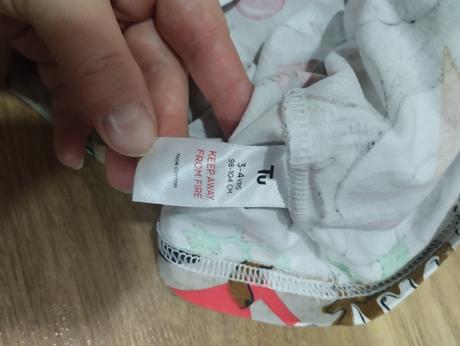 Tu
3-4 YRS
98-104 CM
KEEP AWAY
FROM FIRE
100% COTTON